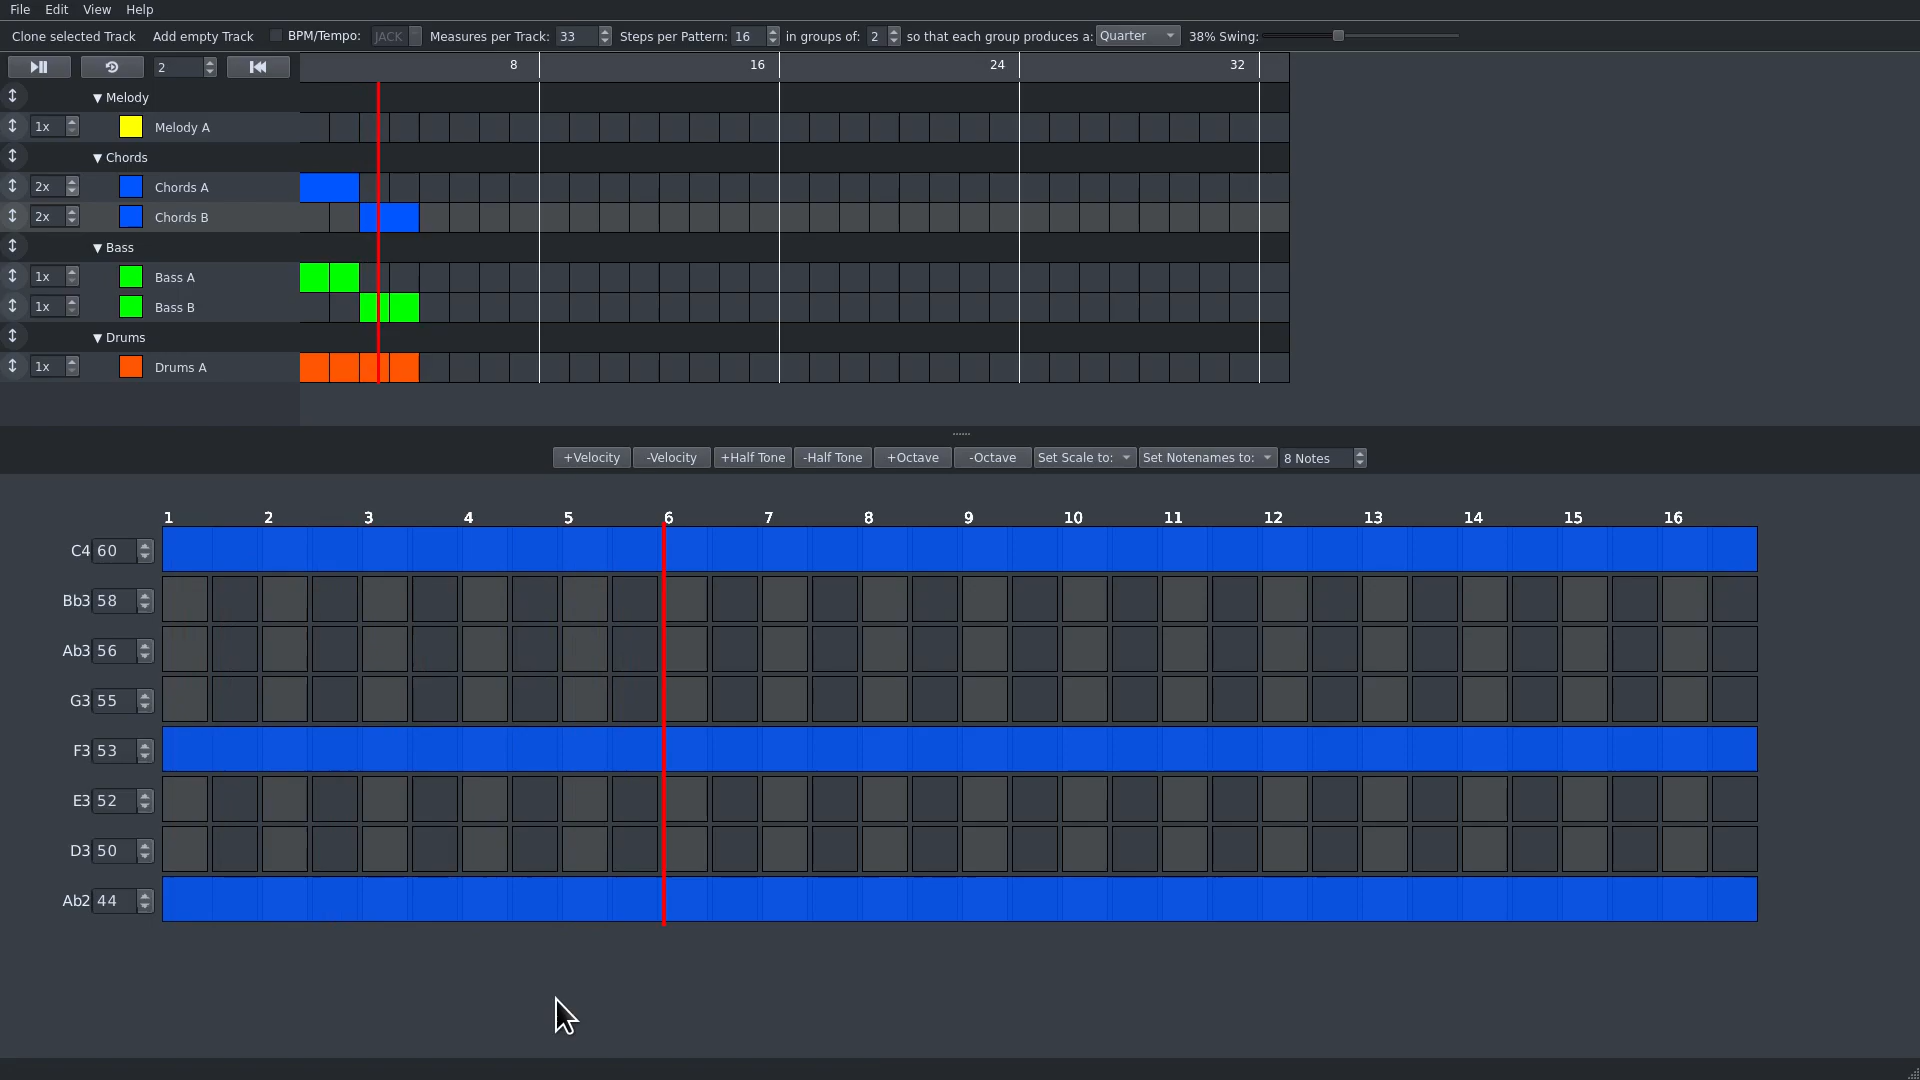 File Edit View Help
Clone selected Track Add empty Track BPM/Tempo: JACK Measures per Track: 33 Steps per Pattern: 16 in groups of: 2 so that each group produces a: Quarter 38% Swing:
2 8 16 24 32
▼ Melody
1x Melody A
▼ Chords
2x Chords A
2x Chords B
▼ Bass
1x Bass A
1x Bass B
▼ Drums
1x Drums A
+Velocity -Velocity +Half Tone -Half Tone +Octave -Octave Set Scale to: Set Notenames to: 8 Notes
1 2 3 4 5 6 7 8 9 10 11 12 13 14 15 16
C4 60
Bb3 58
Ab3 56
G3 55
F3 53
E3 52
D3 50
Ab2 44